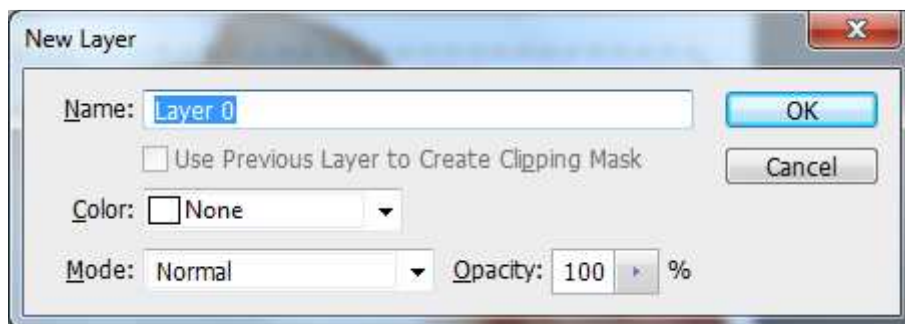 New Layer
Name: Layer 0 OK
Use Previous Layer to Create Clipping Mask Cancel
Color: None
Mode: Normal Opacity: 100 %